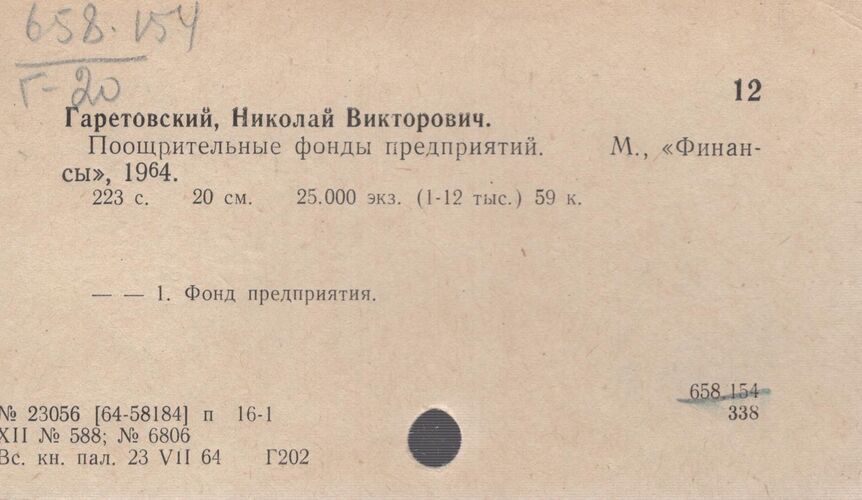 658.154
Г-20
12
Гаретовский, Николай Викторович.
Поощрительные фонды предприятий. М., «Финан-
сы», 1964.
223 с. 20 см. 25.000 экз. (1-12 тыс.) 59 к.
— — 1. Фонд предприятия.
658.154
338
№ 23056 [64-58184] п 16-1
XII № 588; № 6806
Вс. кн. пал. 23 VII 64 Г202